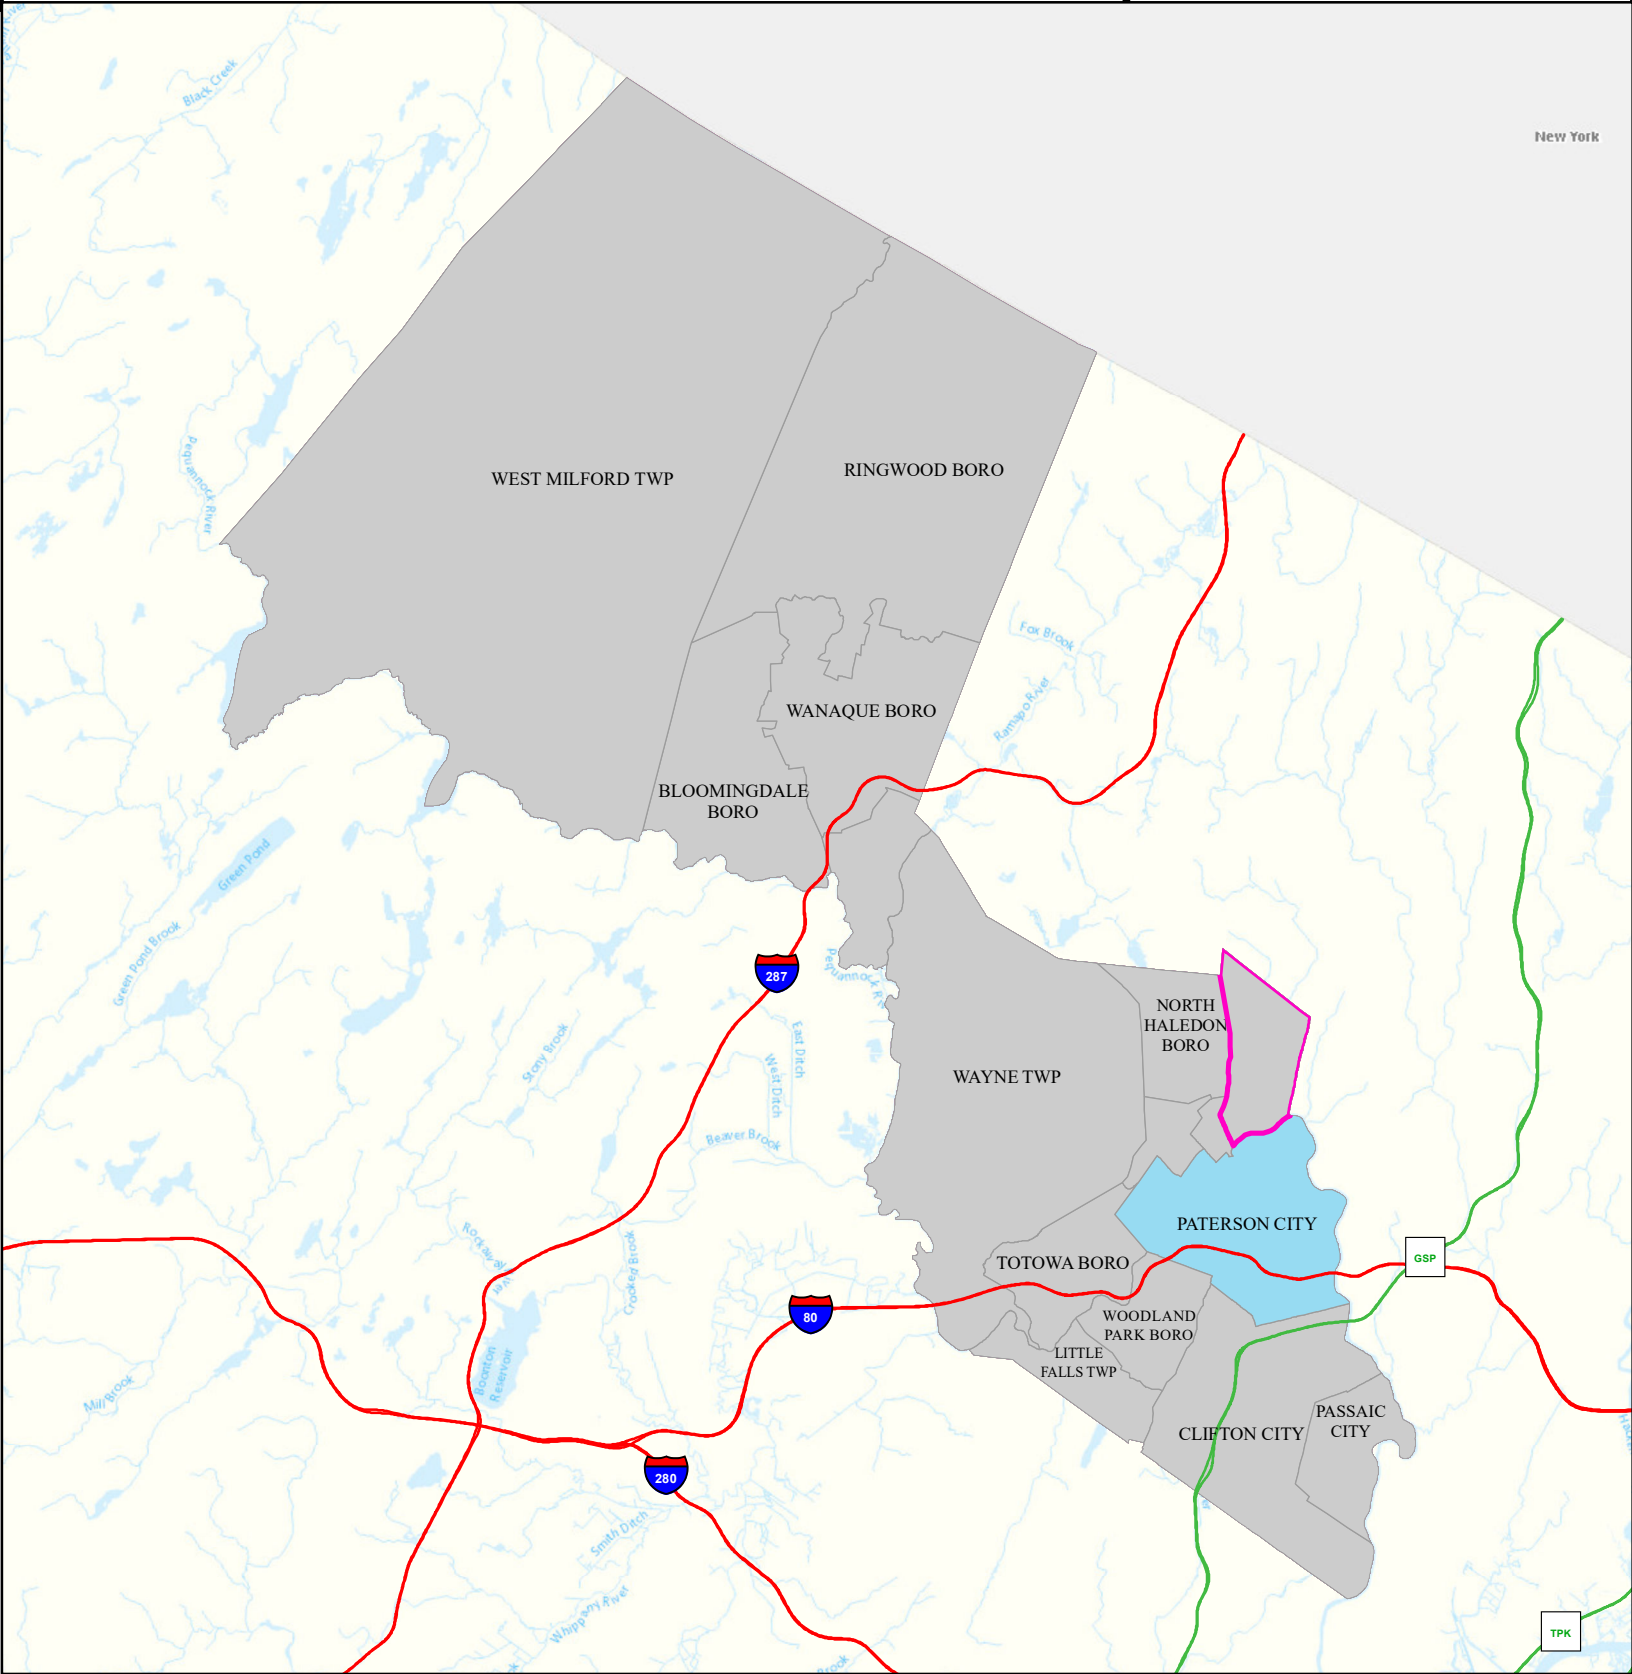 New York
Black Creek
Pequannock River
WEST MILFORD TWP
RINGWOOD BORO
Fox Brook
Ramapo River
WANAQUE BORO
BLOOMINGDALE
BORO
Green Pond
Green Pond Brook
287
Stony Brook
East Ditch
West Ditch
Beaver Brook
NORTH
HALEDON
BORO
WAYNE TWP
PATERSON CITY
TOTOWA BORO
GSP
Crooked Brook
80
WOODLAND
PARK BORO
LITTLE
FALLS TWP
Boonton
Reservoir
Mill Brook
PASSAIC
CITY
CLIFTON CITY
280
Smith Ditch
Whippany River
Brook
TPK